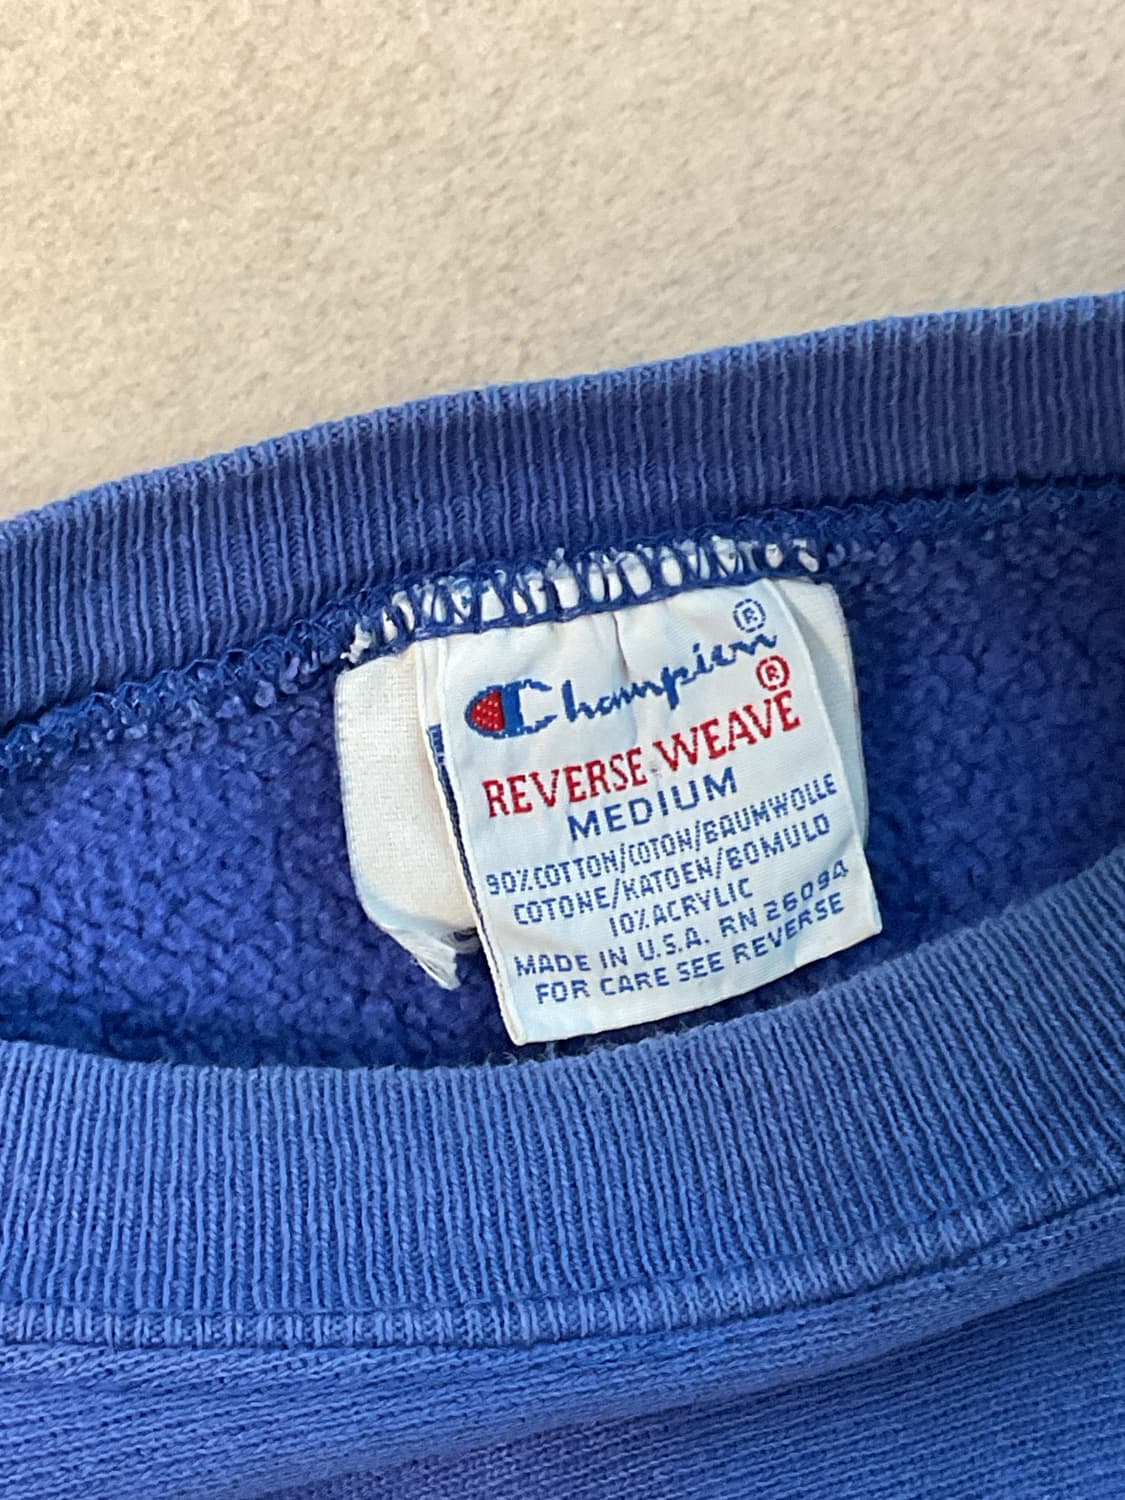 Champion®
REVERSE WEAVE®
MEDIUM
90%COTTON/COTON/BAUMWOLLE
COTONE/KATOEN/BOMULD
10%ACRYLIC
MADE IN U.S.A. RN 26094
FOR CARE SEE REVERSE